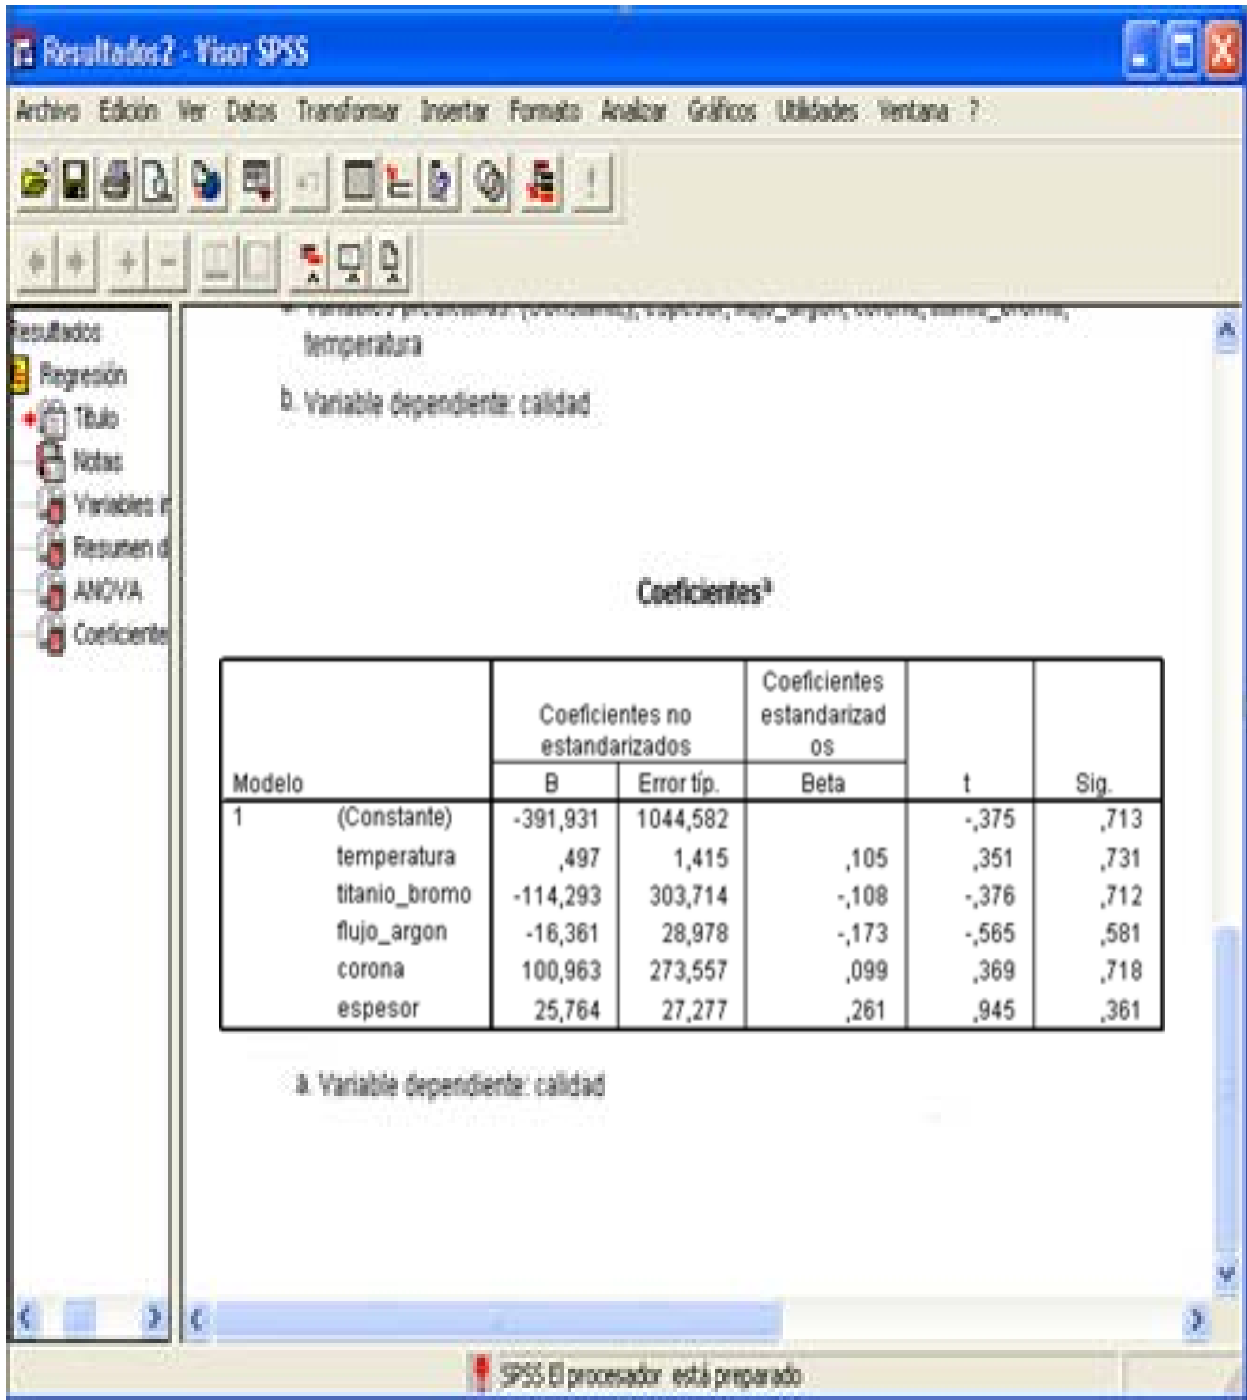 Resultados2 - Visor SPSS
Archivo Edición Ver Datos Transformar Insertar Formato Analizar Gráficos Utilidades Ventana ?
Resultados
Regresión
Título
Notas
Variables in
Resumen d
ANOVA
Coeficiente
temperatura
b. Variable dependiente: calidad
Coeficientes a
Modelo
Coeficientes no estandarizados
Coeficientes estandarizad os
t
Sig.
B Error típ. Beta
1 (Constante) -391,931 1044,582 -,375 ,713
temperatura ,497 1,415 ,105 ,351 ,731
titanio_bromo -114,293 303,714 -,108 -,376 ,712
flujo_argon -16,361 28,978 -,173 -,565 ,581
corona 100,963 273,557 ,099 ,369 ,718
espesor 25,764 27,277 ,261 ,945 ,361
a. Variable dependiente: calidad
SPSS El procesador está preparado